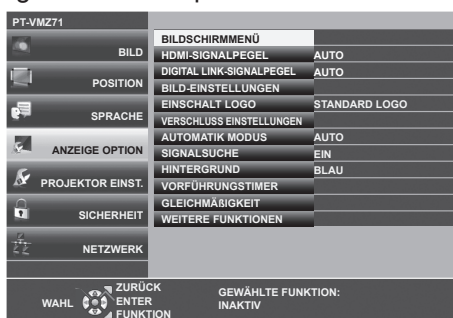 PT-VMZ71
BILD
POSITION
SPRACHE
ANZEIGE OPTION
PROJEKTOR EINST.
SICHERHEIT
NETZWERK
BILDSCHIRMMENÜ
HDMI-SIGNALPEGEL AUTO
DIGITAL LINK-SIGNALPEGEL AUTO
BILD-EINSTELLUNGEN
EINSCHALT LOGO STANDARD LOGO
VERSCHLUSS EINSTELLUNGEN
AUTOMATIK MODUS AUTO
SIGNALSUCHE EIN
HINTERGRUND BLAU
VORFÜHRUNGSTIMER
GLEICHMÄßIGKEIT
WEITERE FUNKTIONEN
WAHL
ZURÜCK
ENTER
FUNKTION
GEWÄHLTE FUNKTION:
INAKTIV